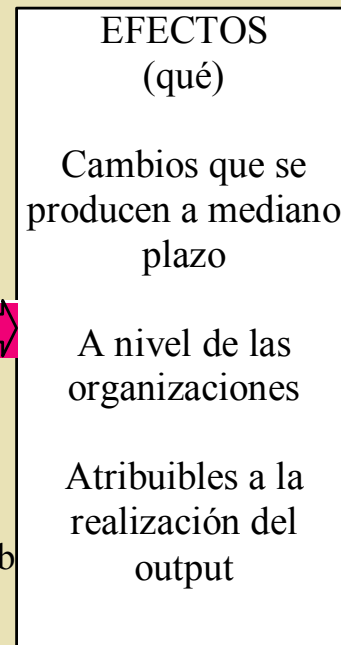 EFECTOS
(qué)
Cambios que se
producen a mediano
plazo
A nivel de las
organizaciones
Atribuibles a la
realización del
output
b